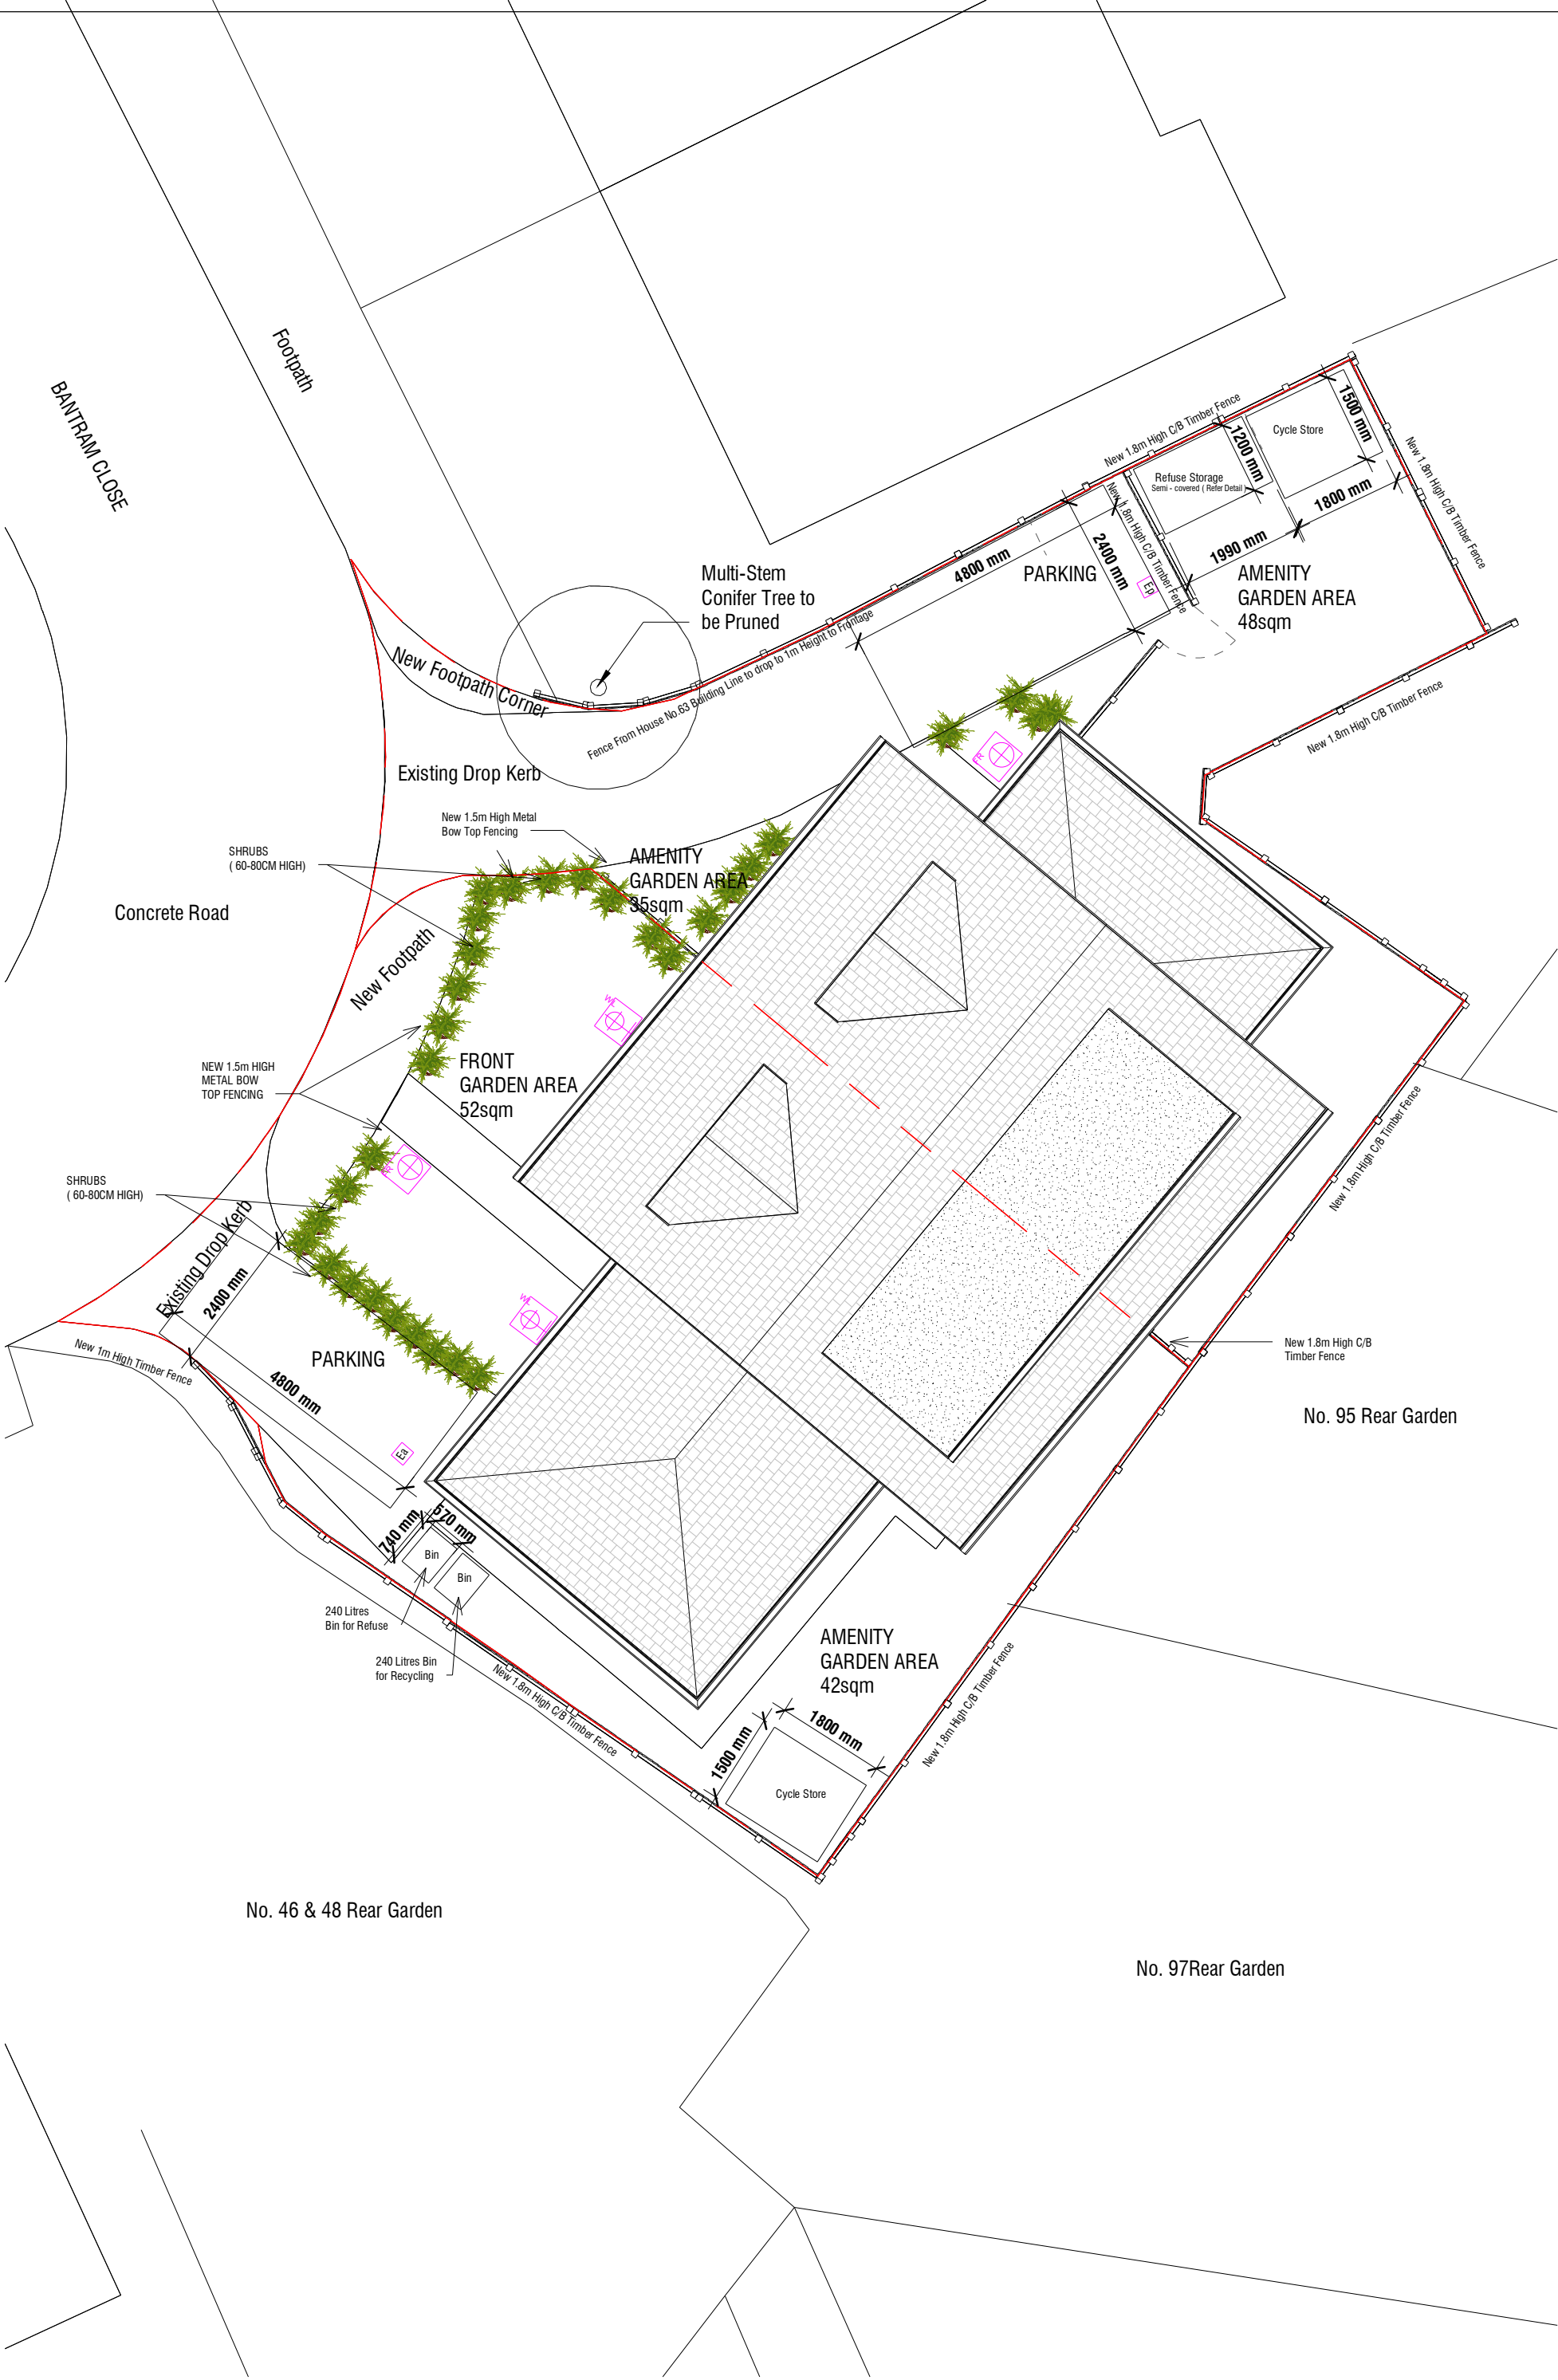 BANTRAM CLOSE
Footpath
New 1.8m High C/B Timber Fence
Cycle Store
1500 mm
1200 mm
Refuse Storage
Semi - covered ( Refer Detail )
New 1.8m High C/B Timber Fence
1800 mm
New 1.8m High C/B Timber Fence
1990 mm
2400 mm
4800 mm
PARKING
Ep
AMENITY
GARDEN AREA
48sqm
Multi-Stem
Conifer Tree to
be Pruned
New Footpath Corner
Fence From House No.63 Building Line to drop to 1m Height to Frontage
New 1.8m High C/B Timber Fence
Existing Drop Kerb
New 1.5m High Metal
Bow Top Fencing
SHRUBS
( 60-80CM HIGH)
AMENITY
GARDEN AREA
35sqm
Concrete Road
New Footpath
NEW 1.5m HIGH
METAL BOW
TOP FENCING
FRONT
GARDEN AREA
52sqm
New 1.8m High C/B Timber Fence
SHRUBS
( 60-80CM HIGH)
Existing Drop Kerb
2400 mm
New 1m High Timber Fence
PARKING
4800 mm
Ea
New 1.8m High C/B
Timber Fence
No. 95 Rear Garden
740 mm
570 mm
Bin
Bin
240 Litres
Bin for Refuse
240 Litres Bin
for Recycling
New 1.8m High C/B Timber Fence
AMENITY
GARDEN AREA
42sqm
New 1.8m High C/B Timber Fence
1500 mm
1800 mm
Cycle Store
No. 46 & 48 Rear Garden
No. 97Rear Garden